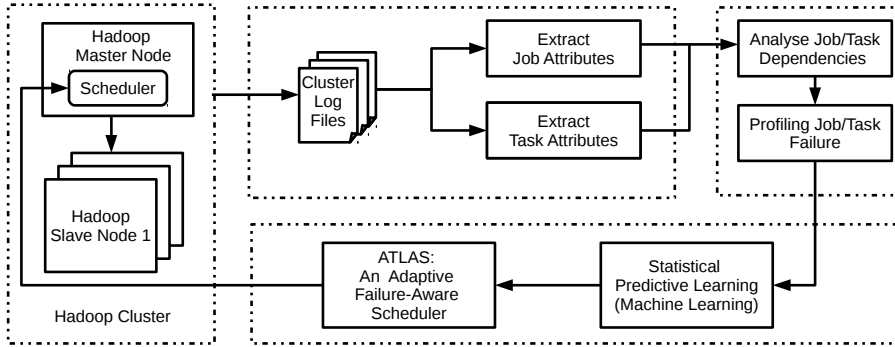 Hadoop
Master Node
Scheduler
Hadoop
Slave Node 1
Hadoop Cluster
Cluster
Log
Files
Extract
Job Attributes
Extract
Task Attributes
Analyse Job/Task
Dependencies
Profiling Job/Task
Failure
Statistical
Predictive Learning
(Machine Learning)
ATLAS:
An Adaptive
Failure-Aware
Scheduler